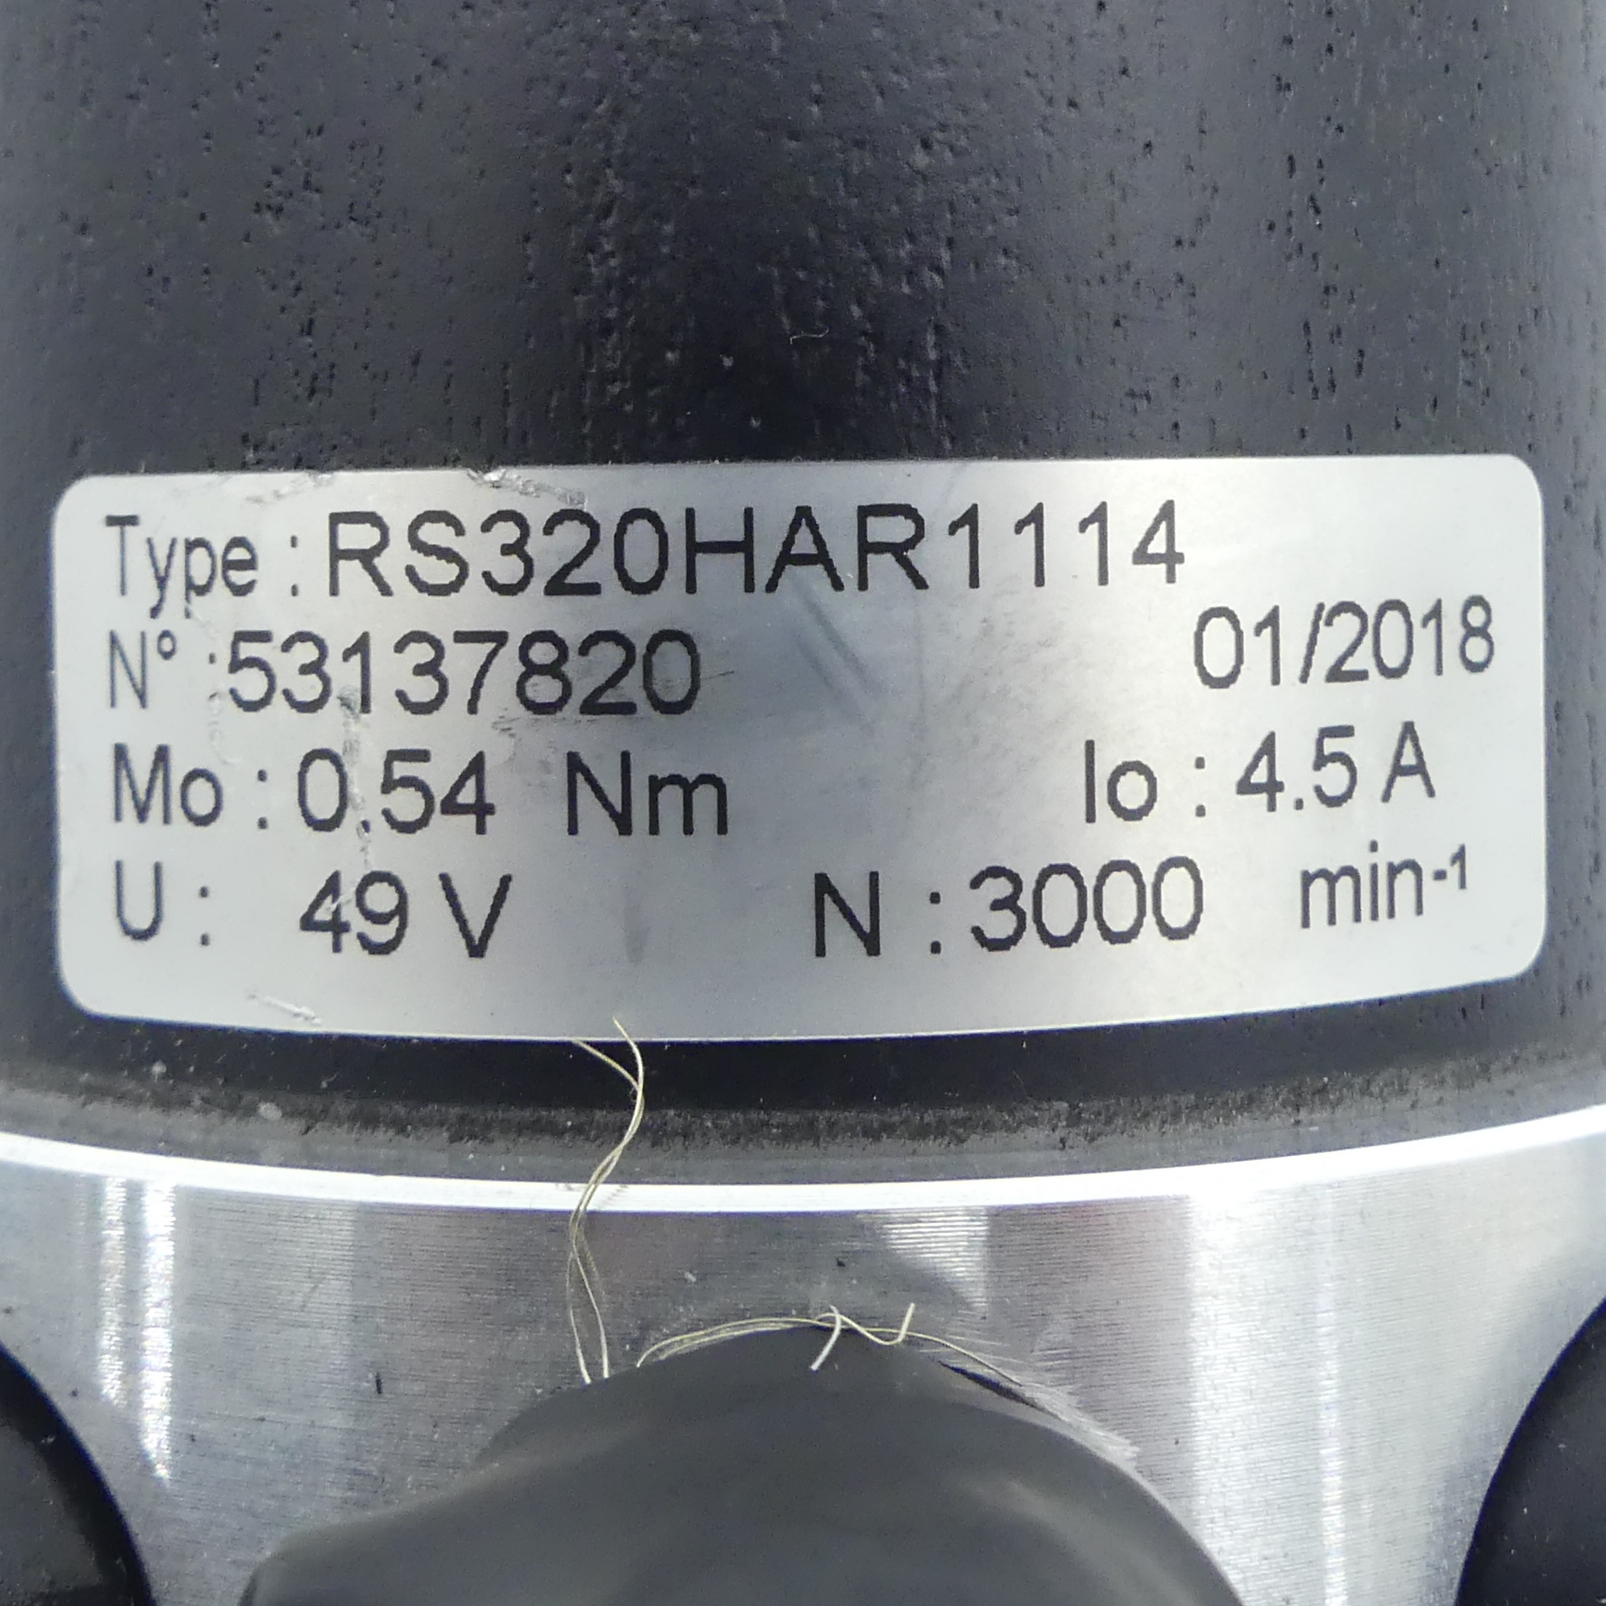 Type : RS320HAR1114
N° : 53137820 01/2018
Mo : 0.54 Nm Io : 4.5 A
U : 49 V N : 3000 min-1